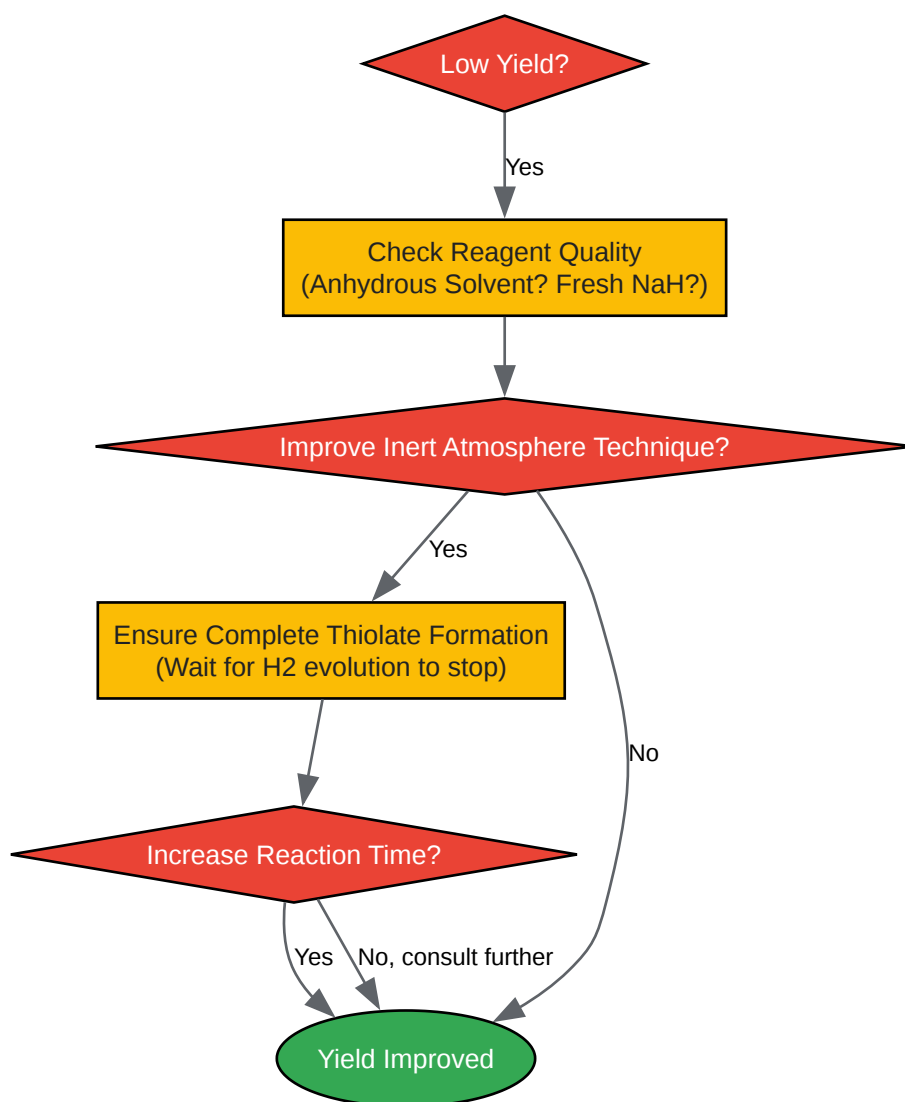 Low Yield?
Yes
Check Reagent Quality
(Anhydrous Solvent? Fresh NaH?)
Improve Inert Atmosphere Technique?
Yes
Ensure Complete Thiolate Formation
(Wait for H2 evolution to stop)
No
Increase Reaction Time?
Yes
No, consult further
Yield Improved